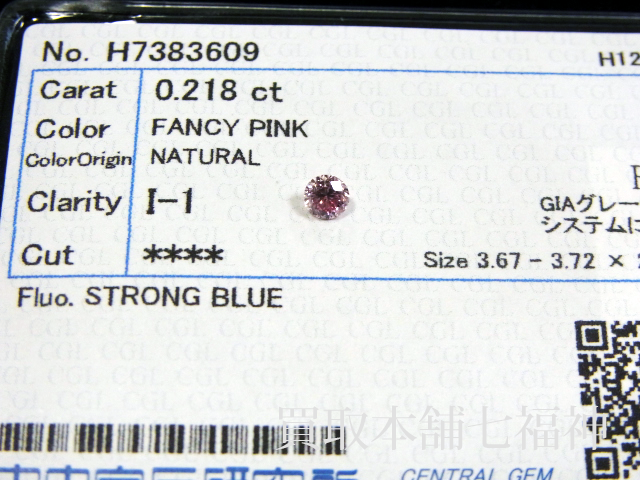 No. H7383609
H12
Carat 0.218 ct
Color FANCY PINK
ColorOrigin NATURAL
Clarity I-1
GIAグレー
システムに
Cut ****
Size 3.67 - 3.72 ×
Fluo. STRONG BLUE
買取本舗七福神
CENTRAL GEM